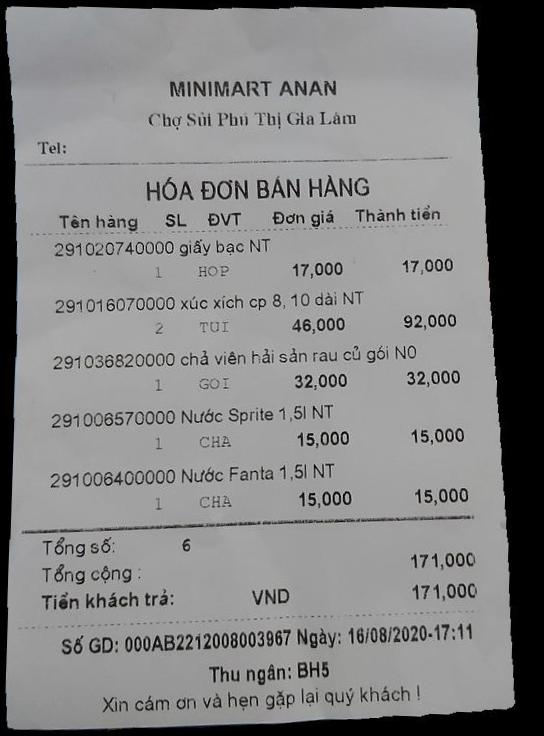 MINIMART ANAN
Chợ Sủi Phú Thị Gia Lâm
Tel:
HÓA ĐƠN BÁN HÀNG
Tên hàng SL ĐVT Đơn giá Thành tiền
291020740000 giấy bạc NT
1 HOP 17,000 17,000
291016070000 xúc xích cp 8, 10 dài NT
2 TUI 46,000 92,000
291036820000 chả viên hải sản rau củ gói N0
1 GOI 32,000 32,000
291006570000 Nước Sprite 1,5l NT
1 CHA 15,000 15,000
291006400000 Nước Fanta 1,5l NT
1 CHA 15,000 15,000
Tổng số: 6
Tổng cộng : 171,000
Tiền khách trả: VND 171,000
Số GD: 000AB2212008003967 Ngày: 16/08/2020-17:11
Thu ngân: BH5
Xin cám ơn và hẹn gặp lại quý khách !